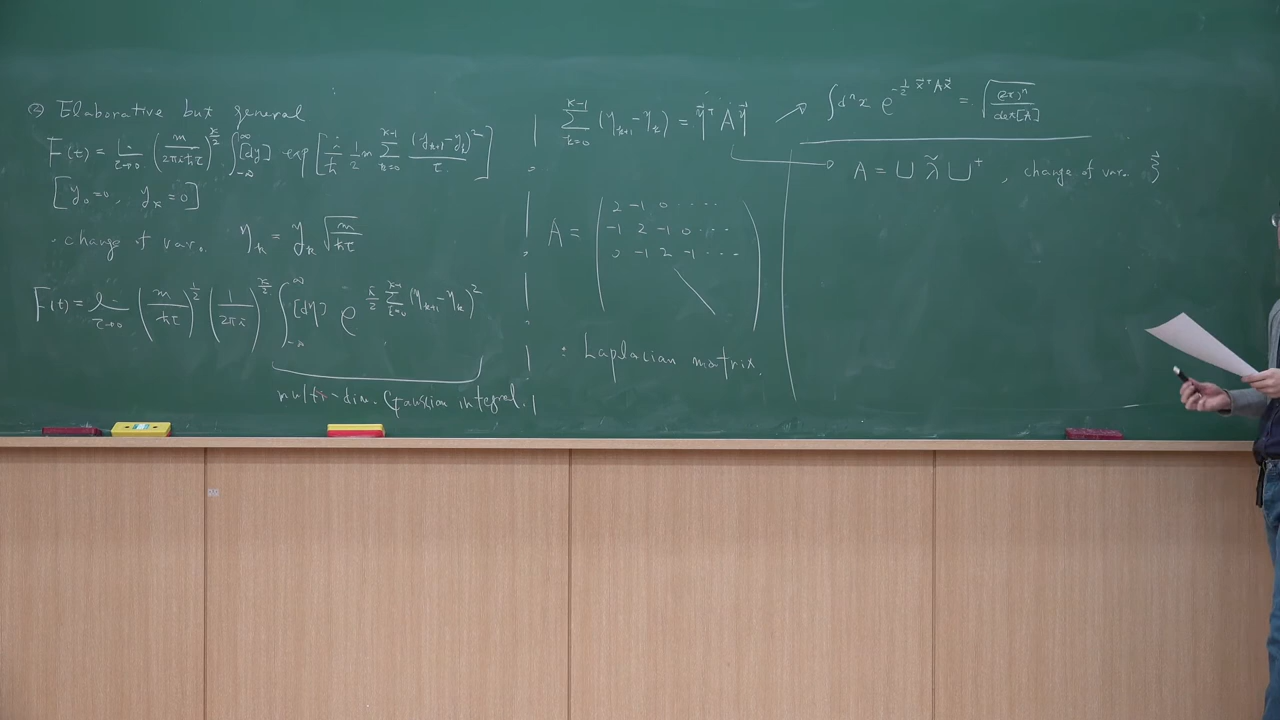 ② Elaborative but general
F(t) = lim_{τ→0} (m/2πiħτ)^{K/2} ∫_{-∞}^{∞} [dy] exp[ i/ħ 1/2 m Σ_{k=0}^{K-1} (y_{k+1} - y_k)^2 / τ ]
[y_0 = 0, y_K = 0]
· change of var. η_k = y_k √(m/ħτ)
F(t) = lim_{τ→0} (m/ħτ)^{1/2} (1/2πi)^{K/2} ∫_{-∞}^{∞} [dη] e^{i/2 Σ_{k=0}^{K-1} (η_{k+1} - η_k)^2}
multi-dim. Gaussian integral.
Σ_{k=0}^{K-1} (η_{k+1} - η_k) = η⃗^T A η⃗
A = ( 2 -1 0 ⋯
-1 2 -1 0 ⋯
0 -1 2 -1 ⋯ )
: Laplacian matrix.
↗ ∫d^n x e^{-1/2 x⃗^T A x⃗} = √((2π)^n / det[A])
→ A = U λ̃ U^†, change of var. ξ⃗